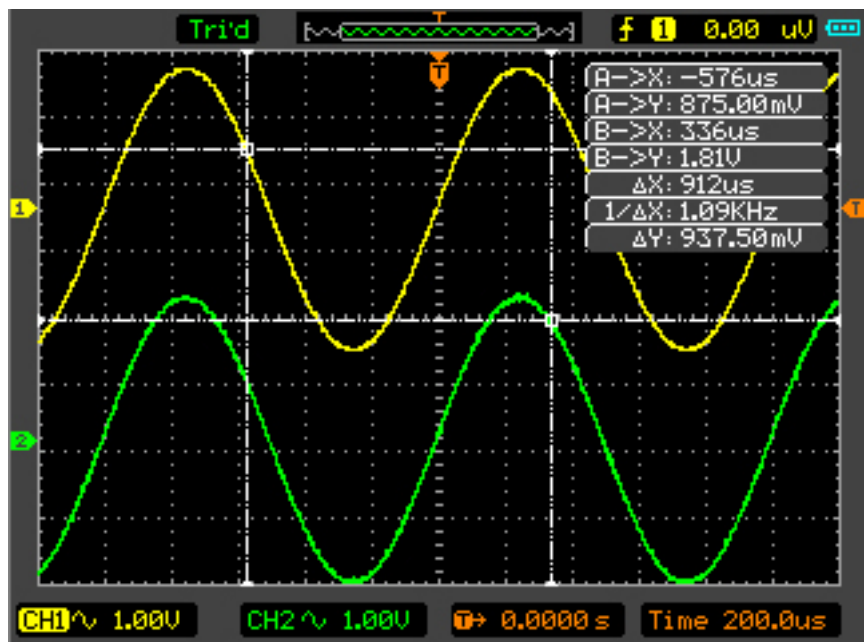 Tri'd T 1 0.00 uV
T
A->X: -576us
A->Y: 875.00mV
B->X: 336us
B->Y: 1.81V
ΔX: 912us
1/ΔX: 1.09KHz
ΔY: 937.50mV
1 T
2
CH1 1.00V CH2 1.00V T 0.0000 s Time 200.0us